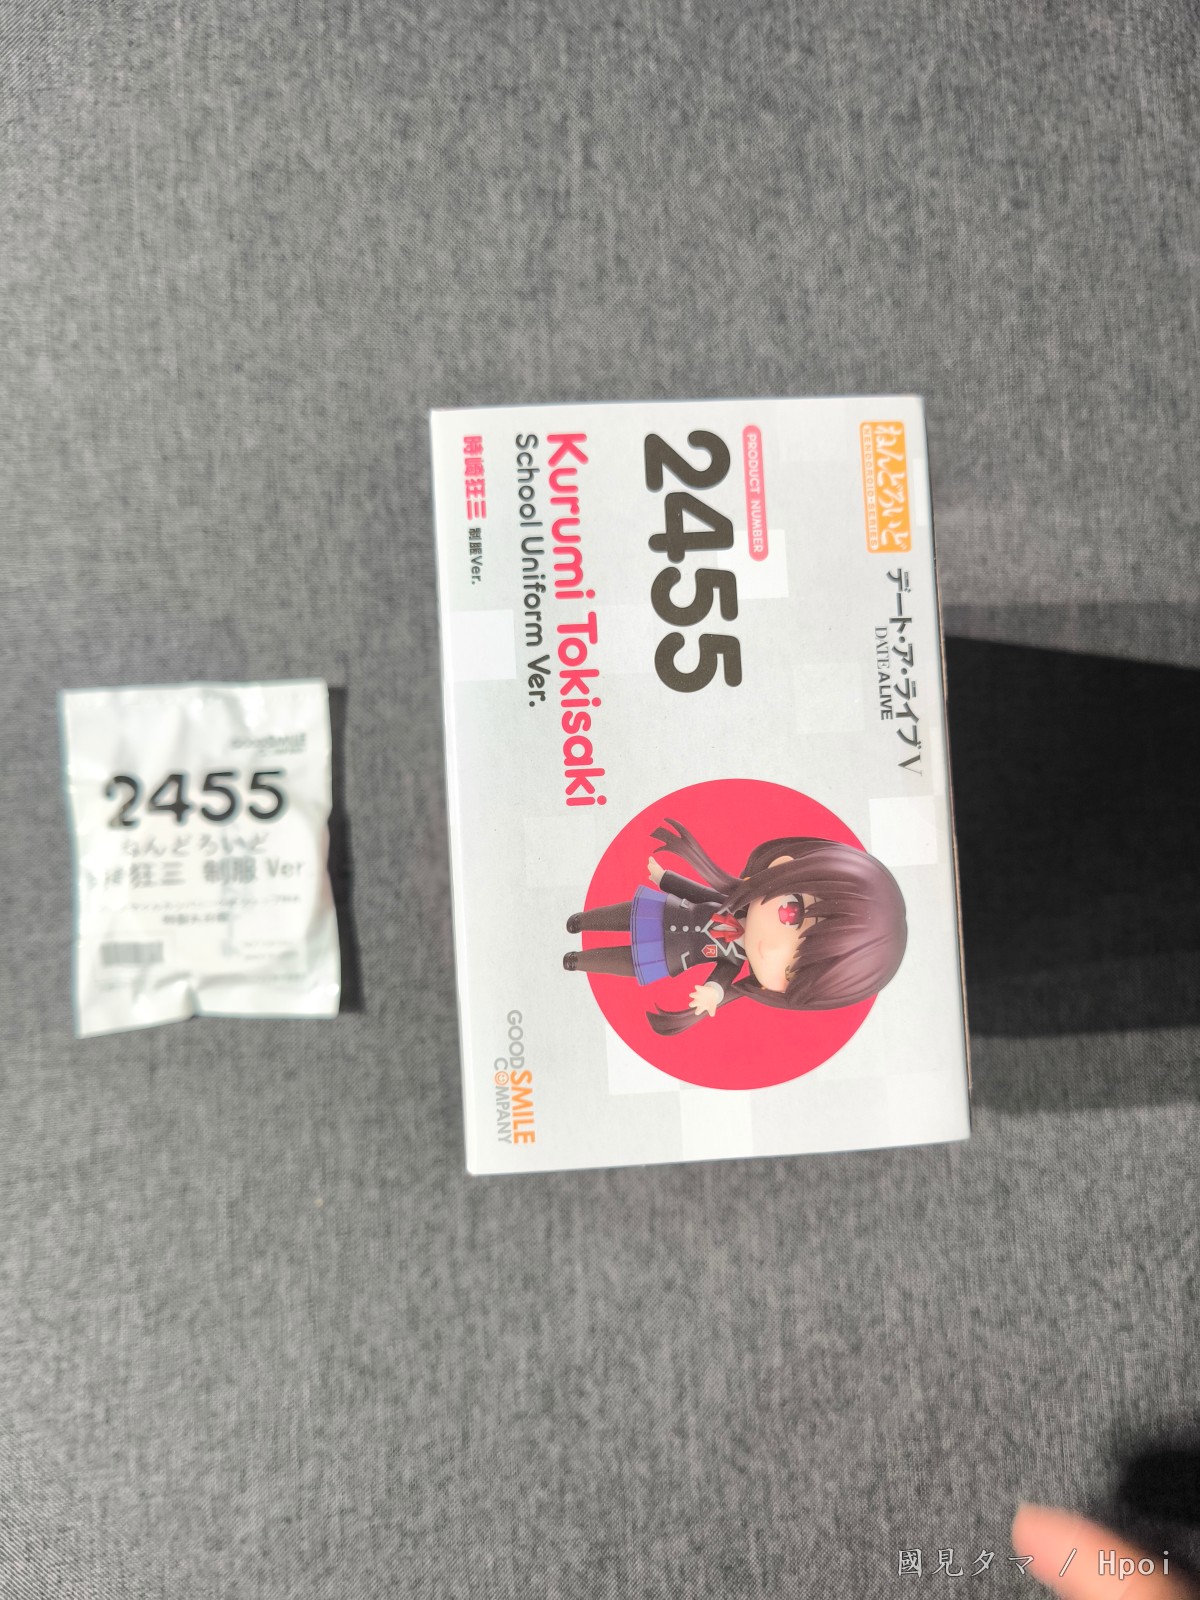 ねんどろいど
NENDOROID SERIES
デート・ア・ライブV
DATE A LIVE
PRODUCT NUMBER
2455
Kurumi Tokisaki
School Uniform Ver.
時崎狂三 制服Ver.
GOOD SMILE
COMPANY
2455
ねんどろいど
狂三 制服 Ver
國見タマ / Hpoi